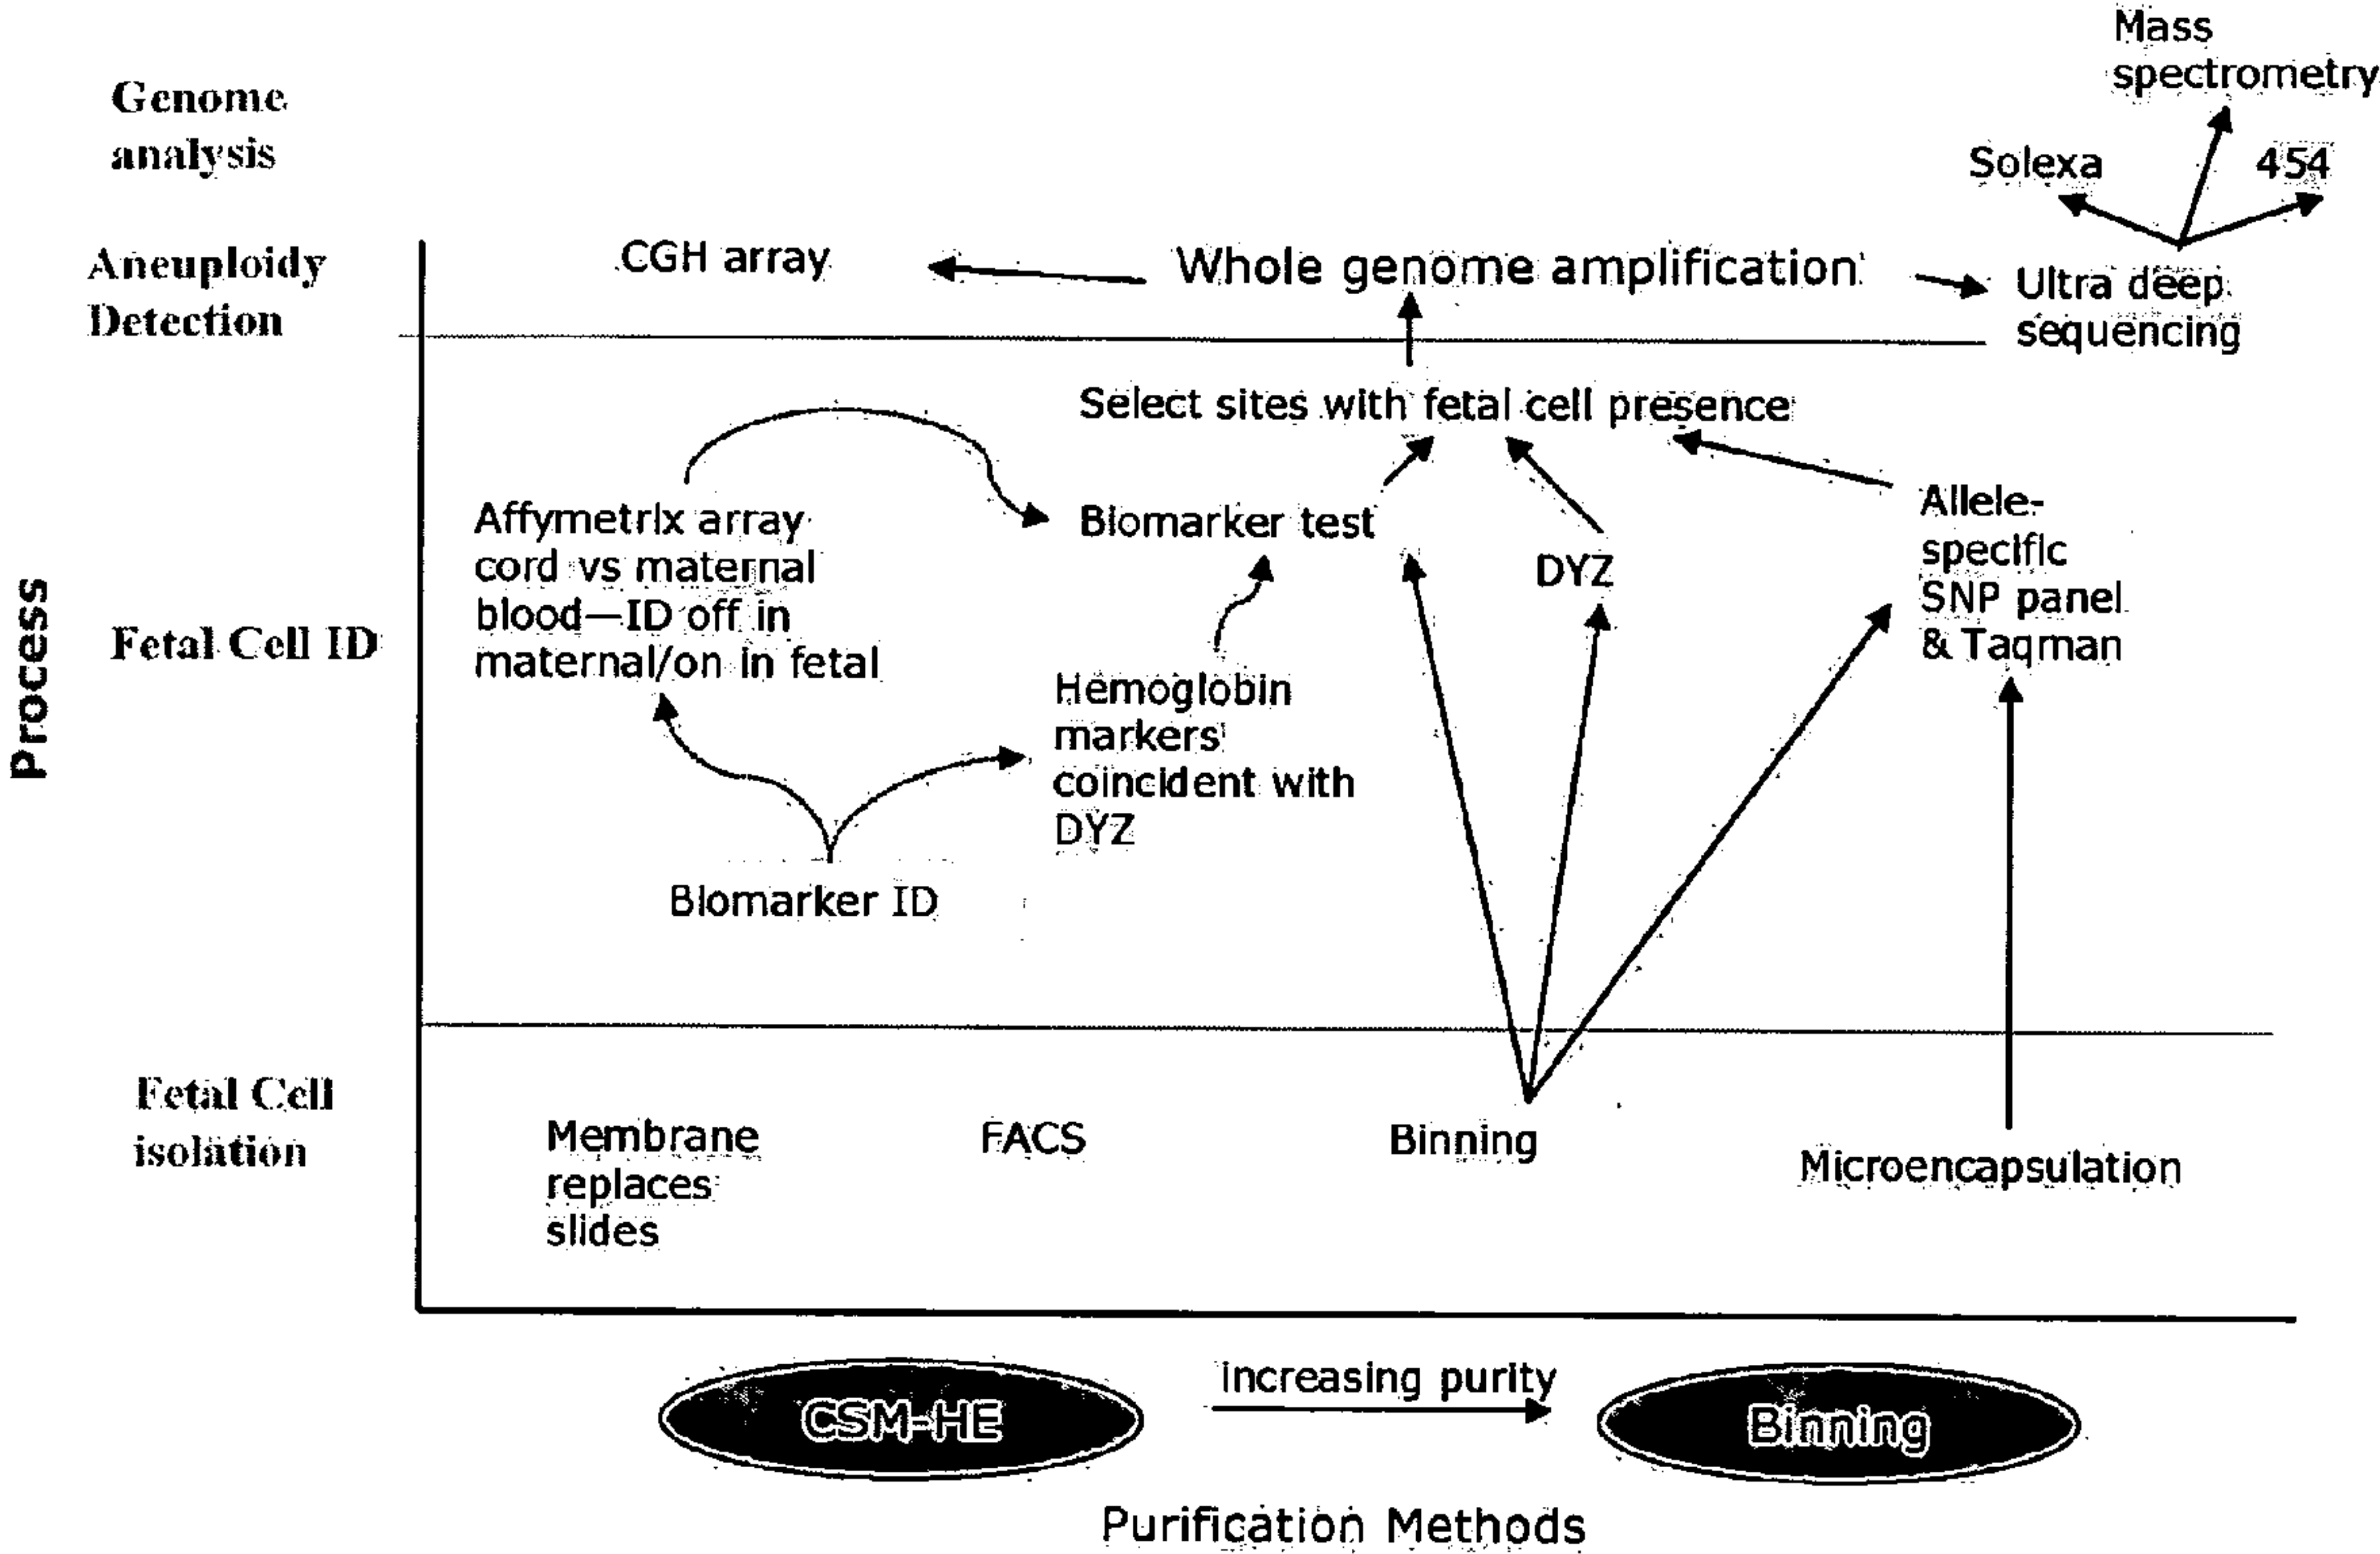 Mass
spectrometry
Genome
analysis
Solexa
454
Aneuploidy
Detection
CGH array
Whole genome amplification
Ultra deep
sequencing
Select sites with fetal cell presence
Affymetrix array
cord vs maternal
blood—ID off in
maternal/on in fetal
Biomarker test
DYZ
Allele-
specific
SNP panel
& Taqman
Process
Fetal Cell ID
Hemoglobin
markers
coincident with
DYZ
Biomarker ID
Fetal Cell
isolation
Membrane
replaces
slides
FACS
Binning
Microencapsulation
CSM-HE
increasing purity
Binning
Purification Methods